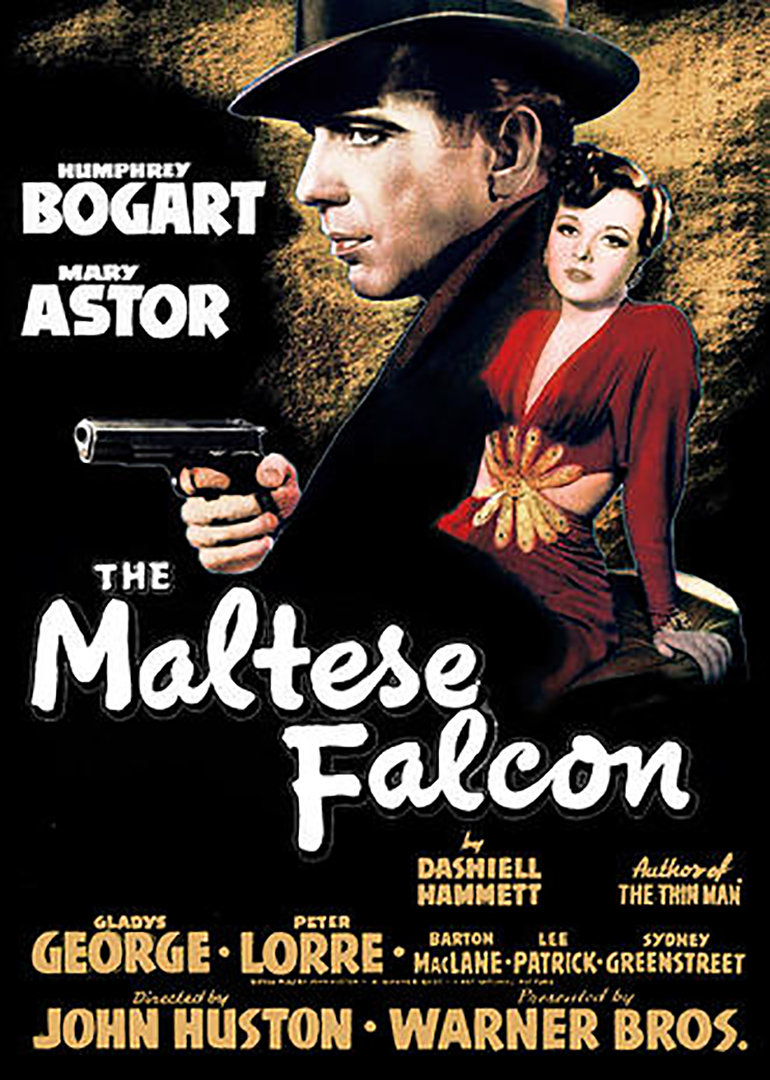 HUMPHREY
BOGART
MARY
ASTOR
THE
Maltese
Falcon
by
DASHIELL
HAMMETT
Author of
THE THIN MAN
GLADYS
GEORGE •
PETER
LORRE •
BARTON
MACLANE •
LEE
PATRICK •
SYDNEY
GREENSTREET
Directed by
JOHN HUSTON •
Presented by
WARNER BROS.